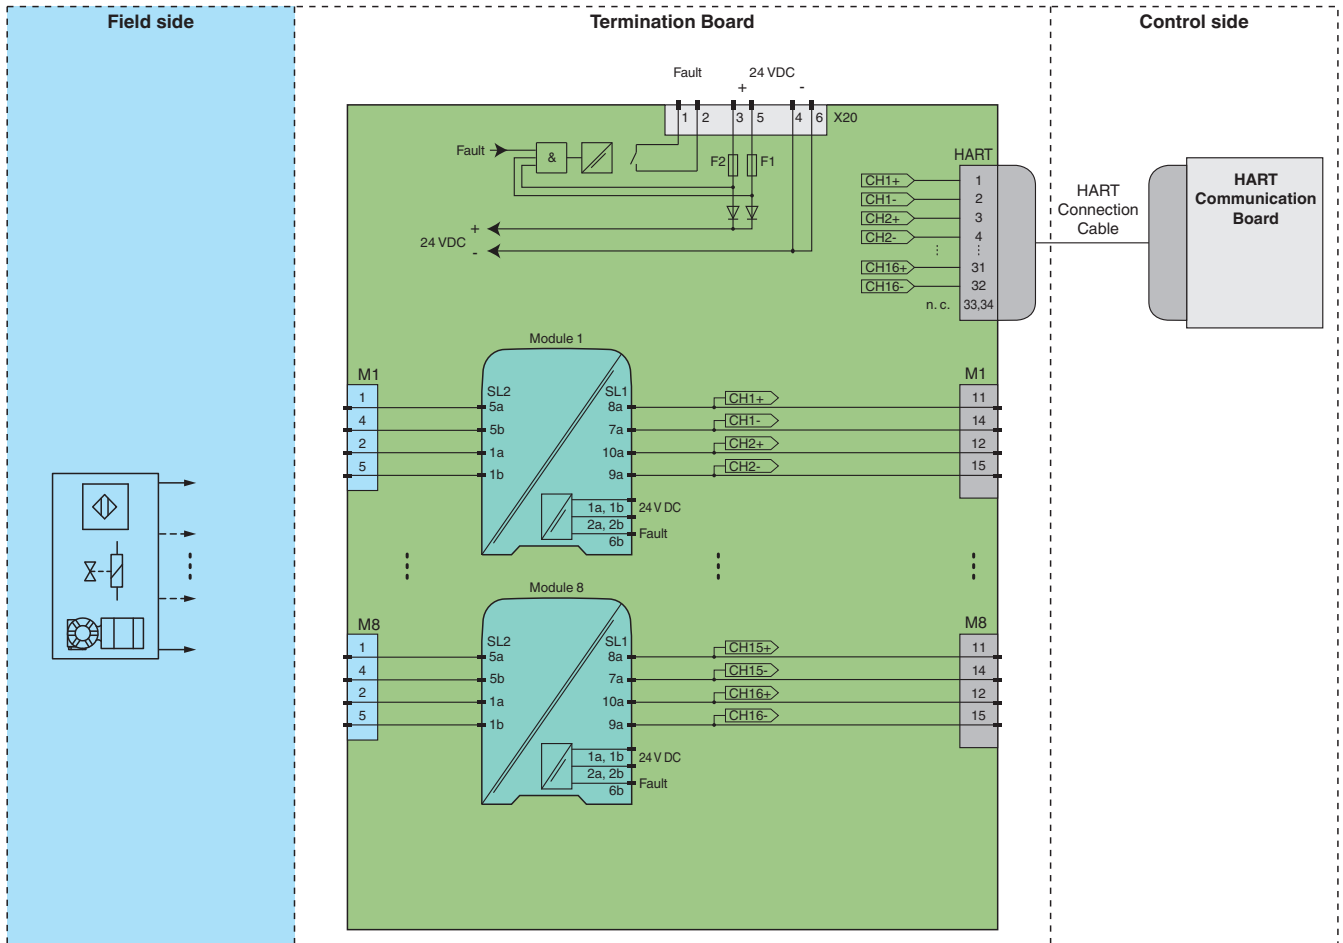 Field side
Termination Board
Control side
Fault 24 VDC
+ -
1 2 3 5 4 6 X20
Fault & F2 F1
+
24 VDC
-
HART
CH1+ 1
CH1- 2
CH2+ 3
CH2- 4
CH16+ 31
CH16- 32
n. c. 33,34
HART
Connection
Cable
HART
Communication
Board
Module 1
M1 M1
SL2 SL1
1 5a 8a CH1+ 11
4 5b 7a CH1- 14
2 1a 10a CH2+ 12
5 1b 9a CH2- 15
1a, 1b 24 V DC
2a, 2b
6b Fault
Module 8
M8 M8
SL2 SL1
1 5a 8a CH15+ 11
4 5b 7a CH15- 14
2 1a 10a CH16+ 12
5 1b 9a CH16- 15
1a, 1b 24 V DC
2a, 2b
6b Fault